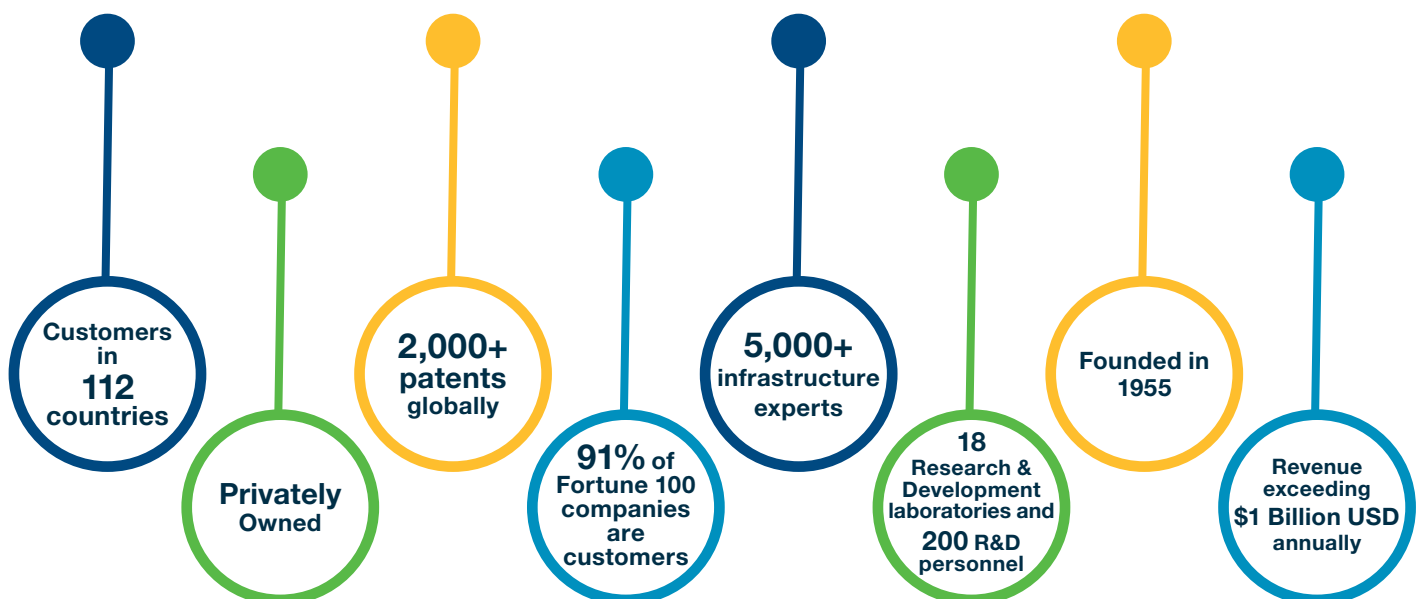 Customers
in
112
countries
Privately
Owned
2,000+
patents
globally
91% of
Fortune 100
companies
are
customers
5,000+
infrastructure
experts
18
Research &
Development
laboratories and
200 R&D
personnel
Founded in
1955
Revenue
exceeding
$1 Billion USD
annually